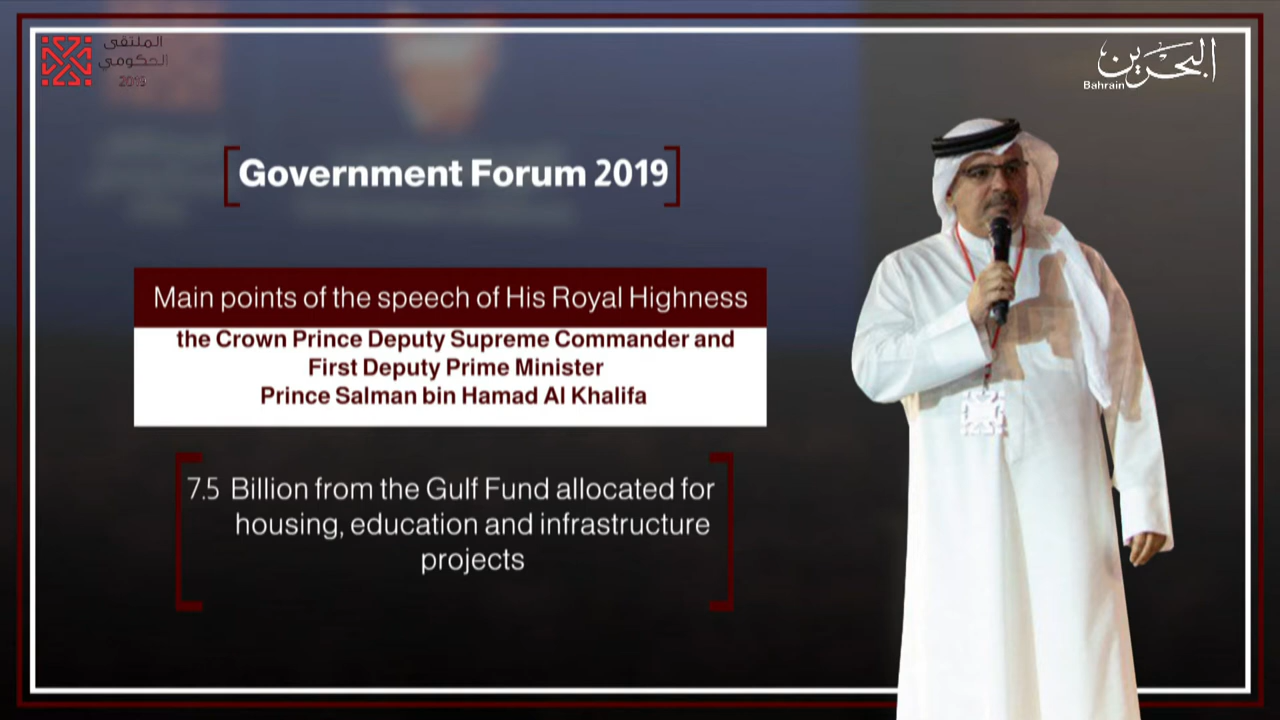 الملتقى
الحكومي
2019
البحرين
Bahrain
Government Forum 2019
Main points of the speech of His Royal Highness
the Crown Prince Deputy Supreme Commander and
First Deputy Prime Minister
Prince Salman bin Hamad Al Khalifa
7.5 Billion from the Gulf Fund allocated for
housing, education and infrastructure
projects